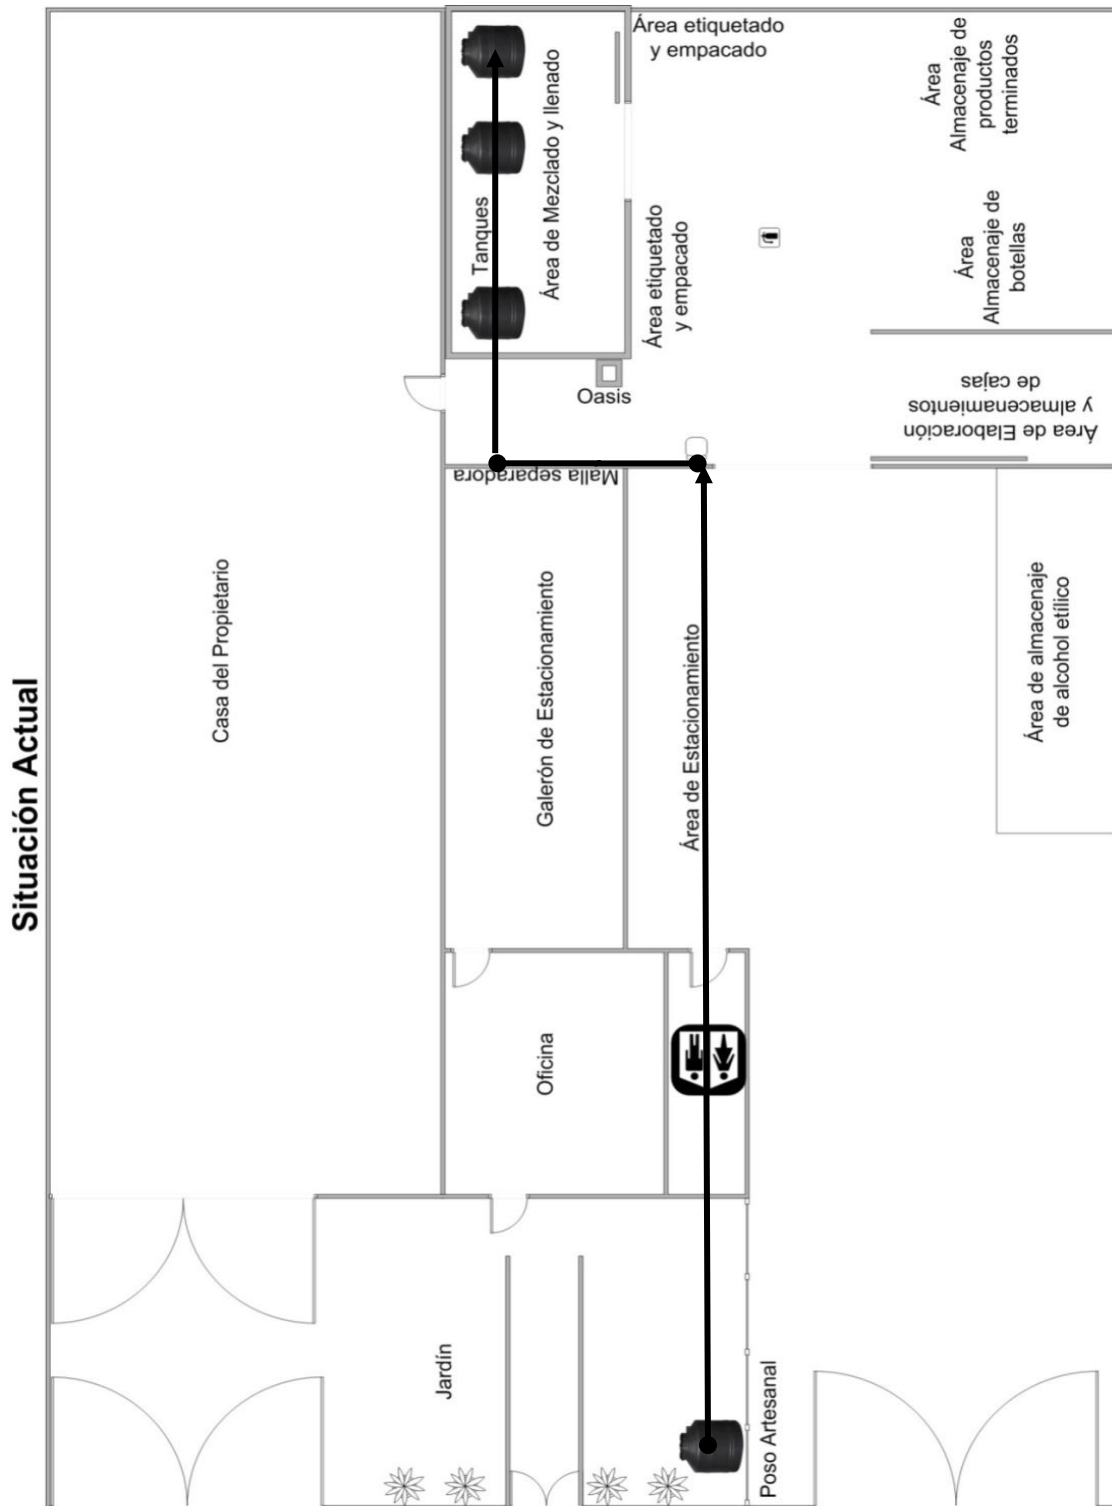 Situación Actual
Casa del Propietario
Tanques
Área de Mezclado y llenado
Área etiquetado
y empacado
Área
Almacenaje de
productos
terminados
Área etiquetado
y empacado
Área
Almacenaje de
botellas
Oasis
Área de Elaboración
y almacenamientos
de cajas
Malla separadora
Galerón de Estacionamiento
Área de Estacionamiento
Área de almacenaje
de alcohol etílico
Oficina
Jardín
Poso Artesanal